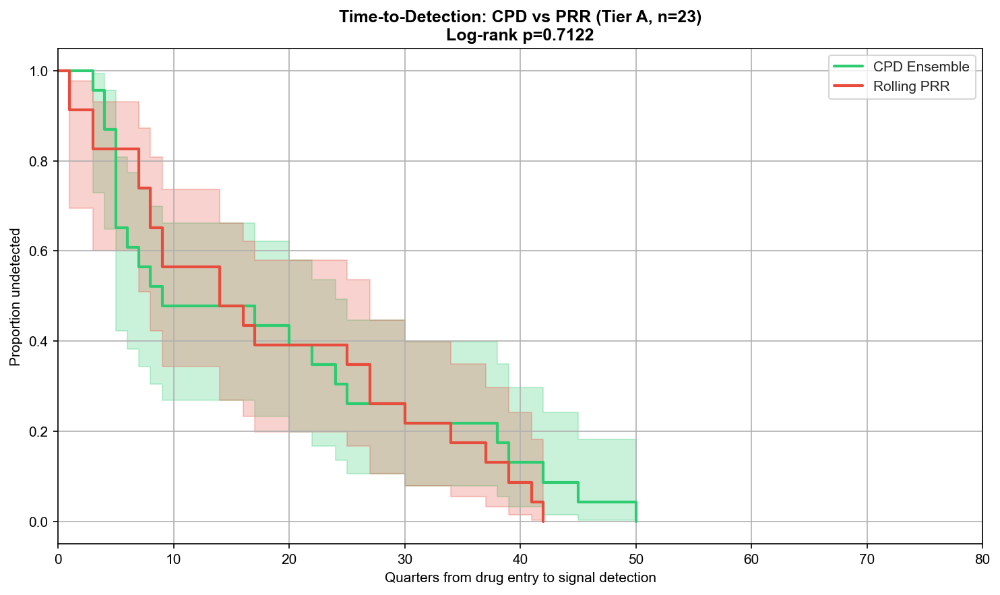 Time-to-Detection: CPD vs PRR (Tier A, n=23)
Log-rank p=0.7122
CPD Ensemble
Rolling PRR
Proportion undetected
1.0
0.8
0.6
0.4
0.2
0.0
0 10 20 30 40 50 60 70 80
Quarters from drug entry to signal detection